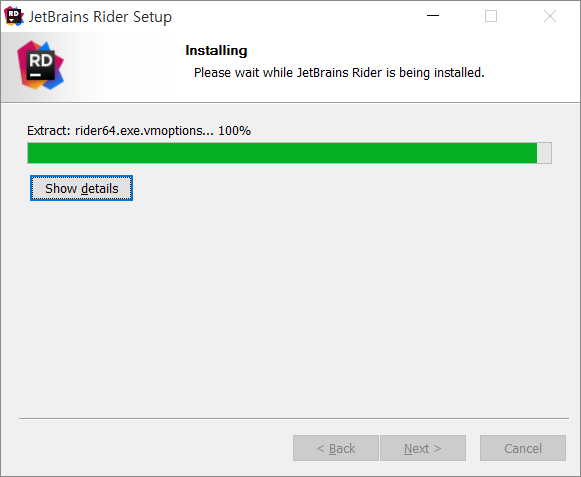 JetBrains Rider Setup
RD
Installing
Please wait while JetBrains Rider is being installed.
Extract: rider64.exe.vmoptions... 100%
Show details
< Back
Next >
Cancel